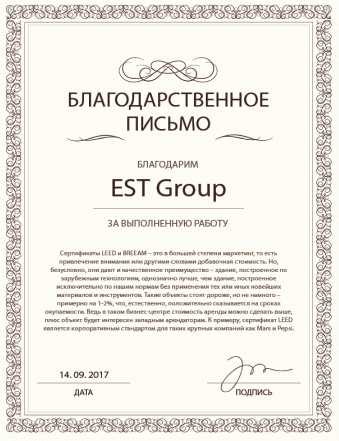 БЛАГОДАРСТВЕННОЕ
ПИСЬМО
БЛАГОДАРИМ
EST Group
ЗА ВЫПОЛНЕННУЮ РАБОТУ
Сертификаты LEED и BREEAM – это в большей степени маркетинг, то есть
привлечение внимания или другими словами добавочная стоимость. Но,
безусловно, они дают и качественное преимущество – здание, построенное по
зарубежным технологиям, однозначно лучше, чем здание, построенное
исключительно по нашим нормам без применения тех или иных новейших
материалов и инструментов. Такие объекты стоят дороже, но не намного –
примерно на 1-2%, что, естественно, положительно сказывается на сроках
окупаемости. Ведь в таком бизнес-центре стоимость аренды можно сделать выше,
плюс объект будет интересен западным арендаторам. К примеру, сертификат LEED
является корпоративным стандартом для таких крупных компаний как Mars и Pepsi.
14. 09. 2017
ДАТА
ПОДПИСЬ